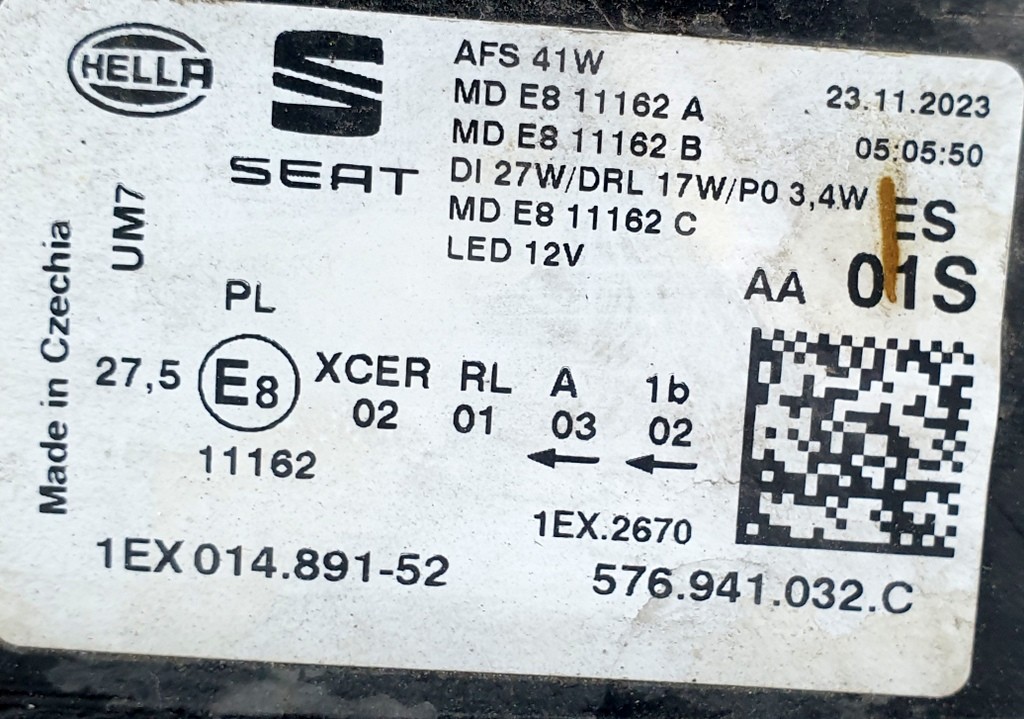 HELLA
SEAT
AFS 41W
MD E8 11162 A
MD E8 11162 B
DI 27W/DRL 17W/P0 3,4W
MD E8 11162 C
LED 12V
23.11.2023
05:05:50
ES
AA 01S
UM7
Made in Czechia
PL
27,5 E8 XCER RL A 1b
02 01 03 02
11162
1EX.2670
1EX 014.891-52
576.941.032.C